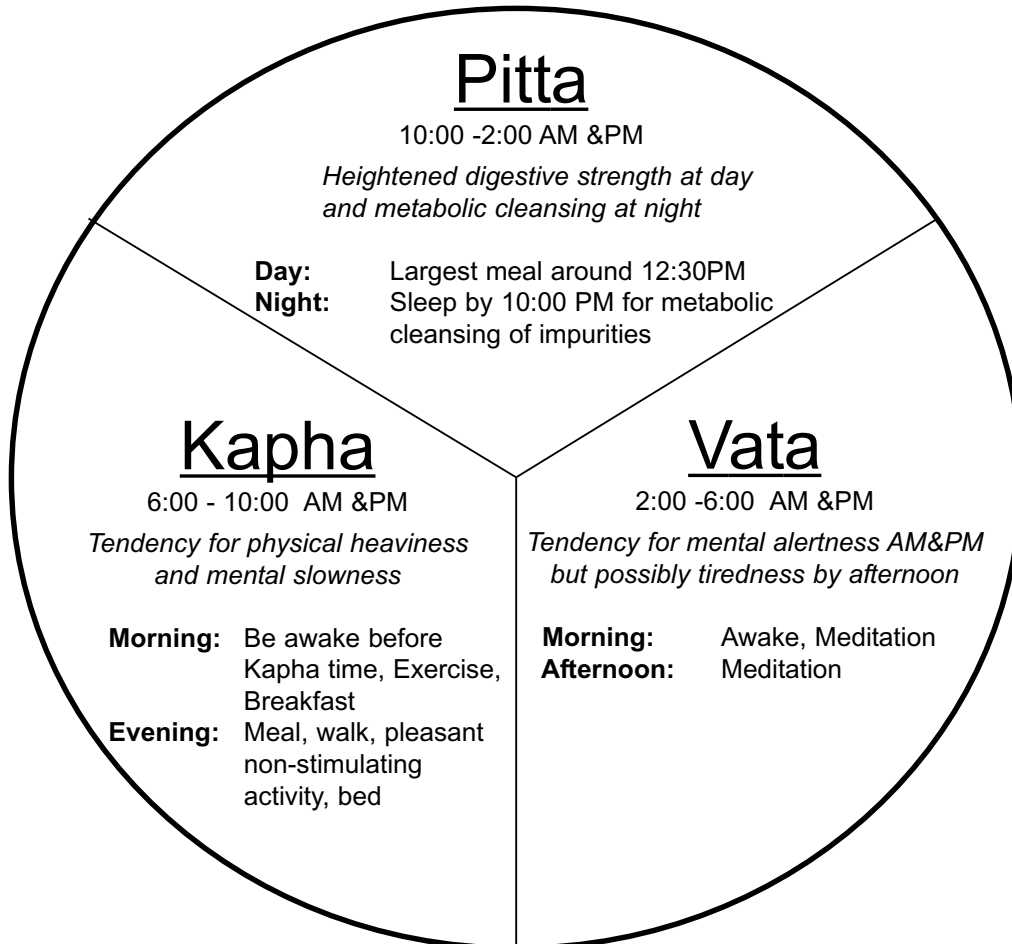 Pitta
10:00 -2:00 AM &PM
Heightened digestive strength at day
and metabolic cleansing at night
Day: Largest meal around 12:30PM
Night: Sleep by 10:00 PM for metabolic
cleansing of impurities
Kapha
6:00 - 10:00 AM &PM
Tendency for physical heaviness
and mental slowness
Morning: Be awake before
Kapha time, Exercise,
Breakfast
Evening: Meal, walk, pleasant
non-stimulating
activity, bed
Vata
2:00 -6:00 AM &PM
Tendency for mental alertness AM&PM
but possibly tiredness by afternoon
Morning: Awake, Meditation
Afternoon: Meditation